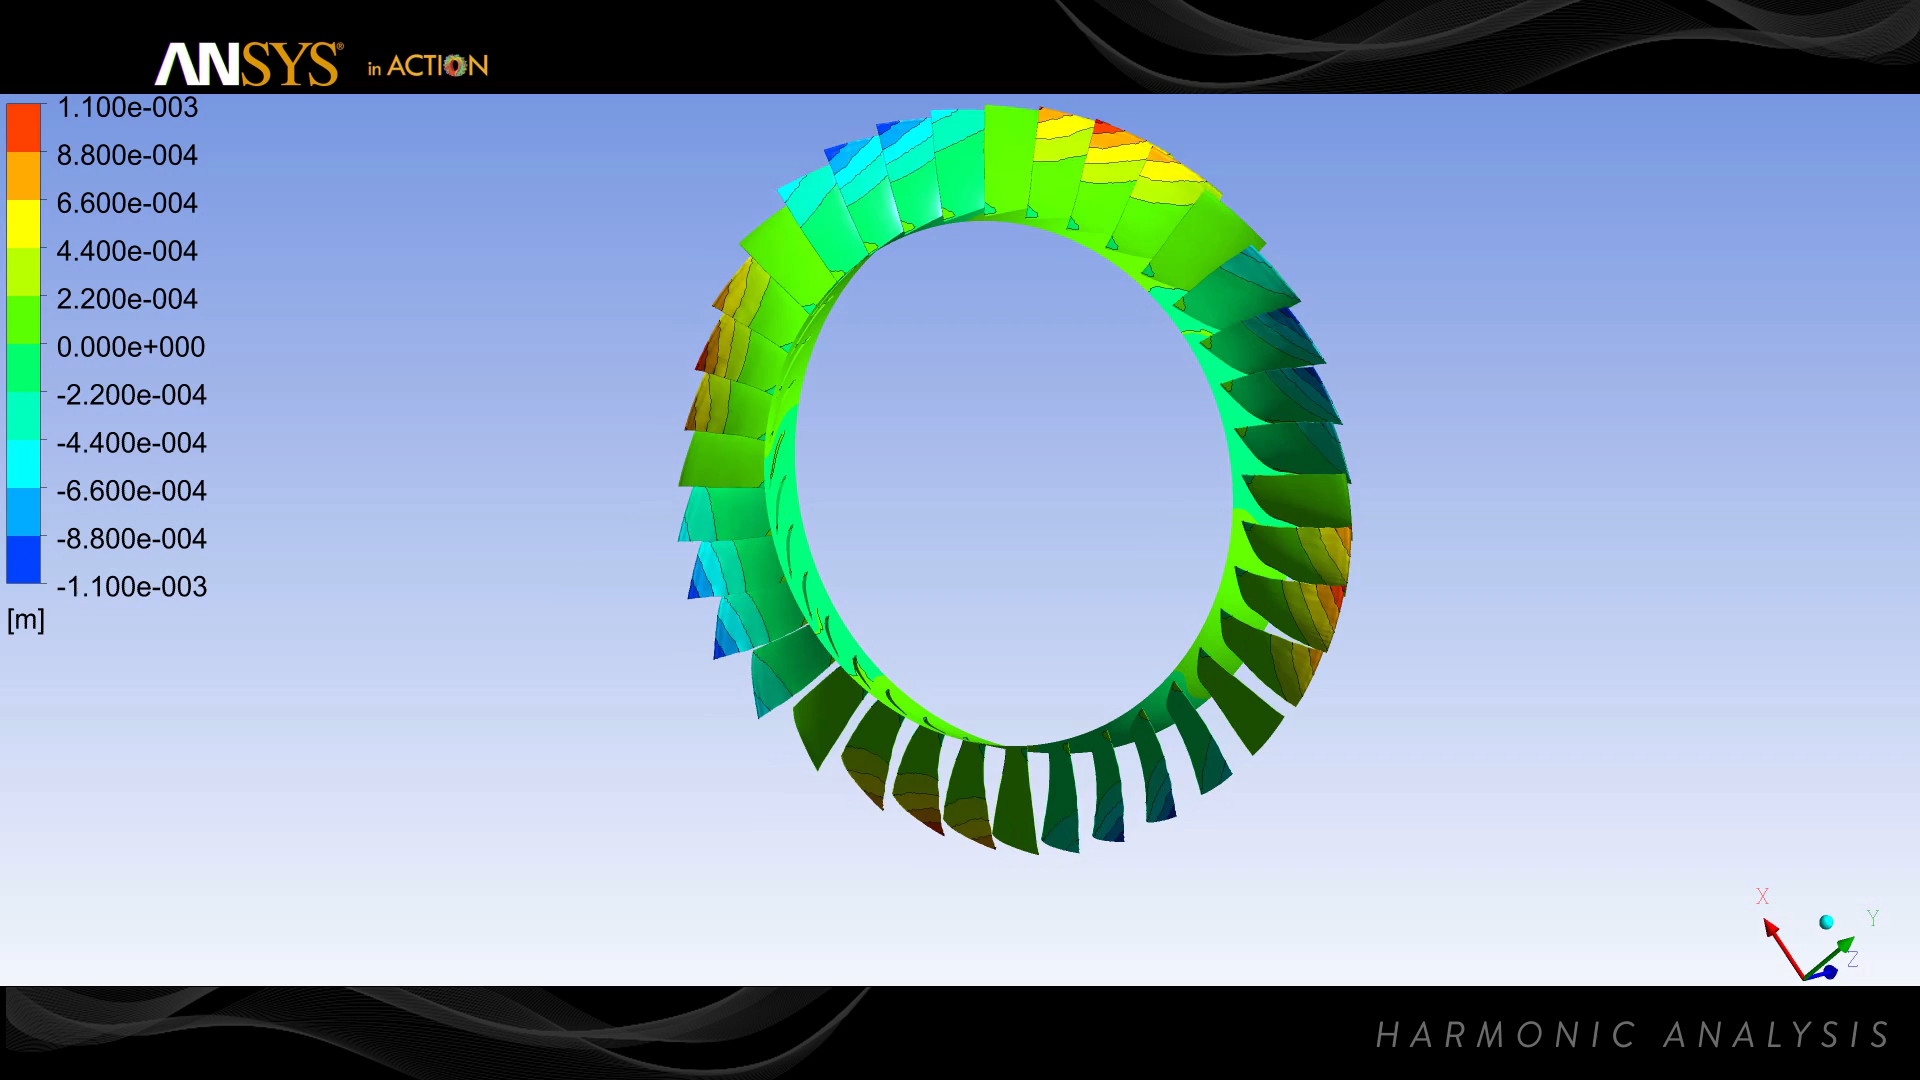 ANSYS® in ACTION
1.100e-003
8.800e-004
6.600e-004
4.400e-004
2.200e-004
0.000e+000
-2.200e-004
-4.400e-004
-6.600e-004
-8.800e-004
-1.100e-003
[m]
X
Y
Z
HARMONIC ANALYSIS